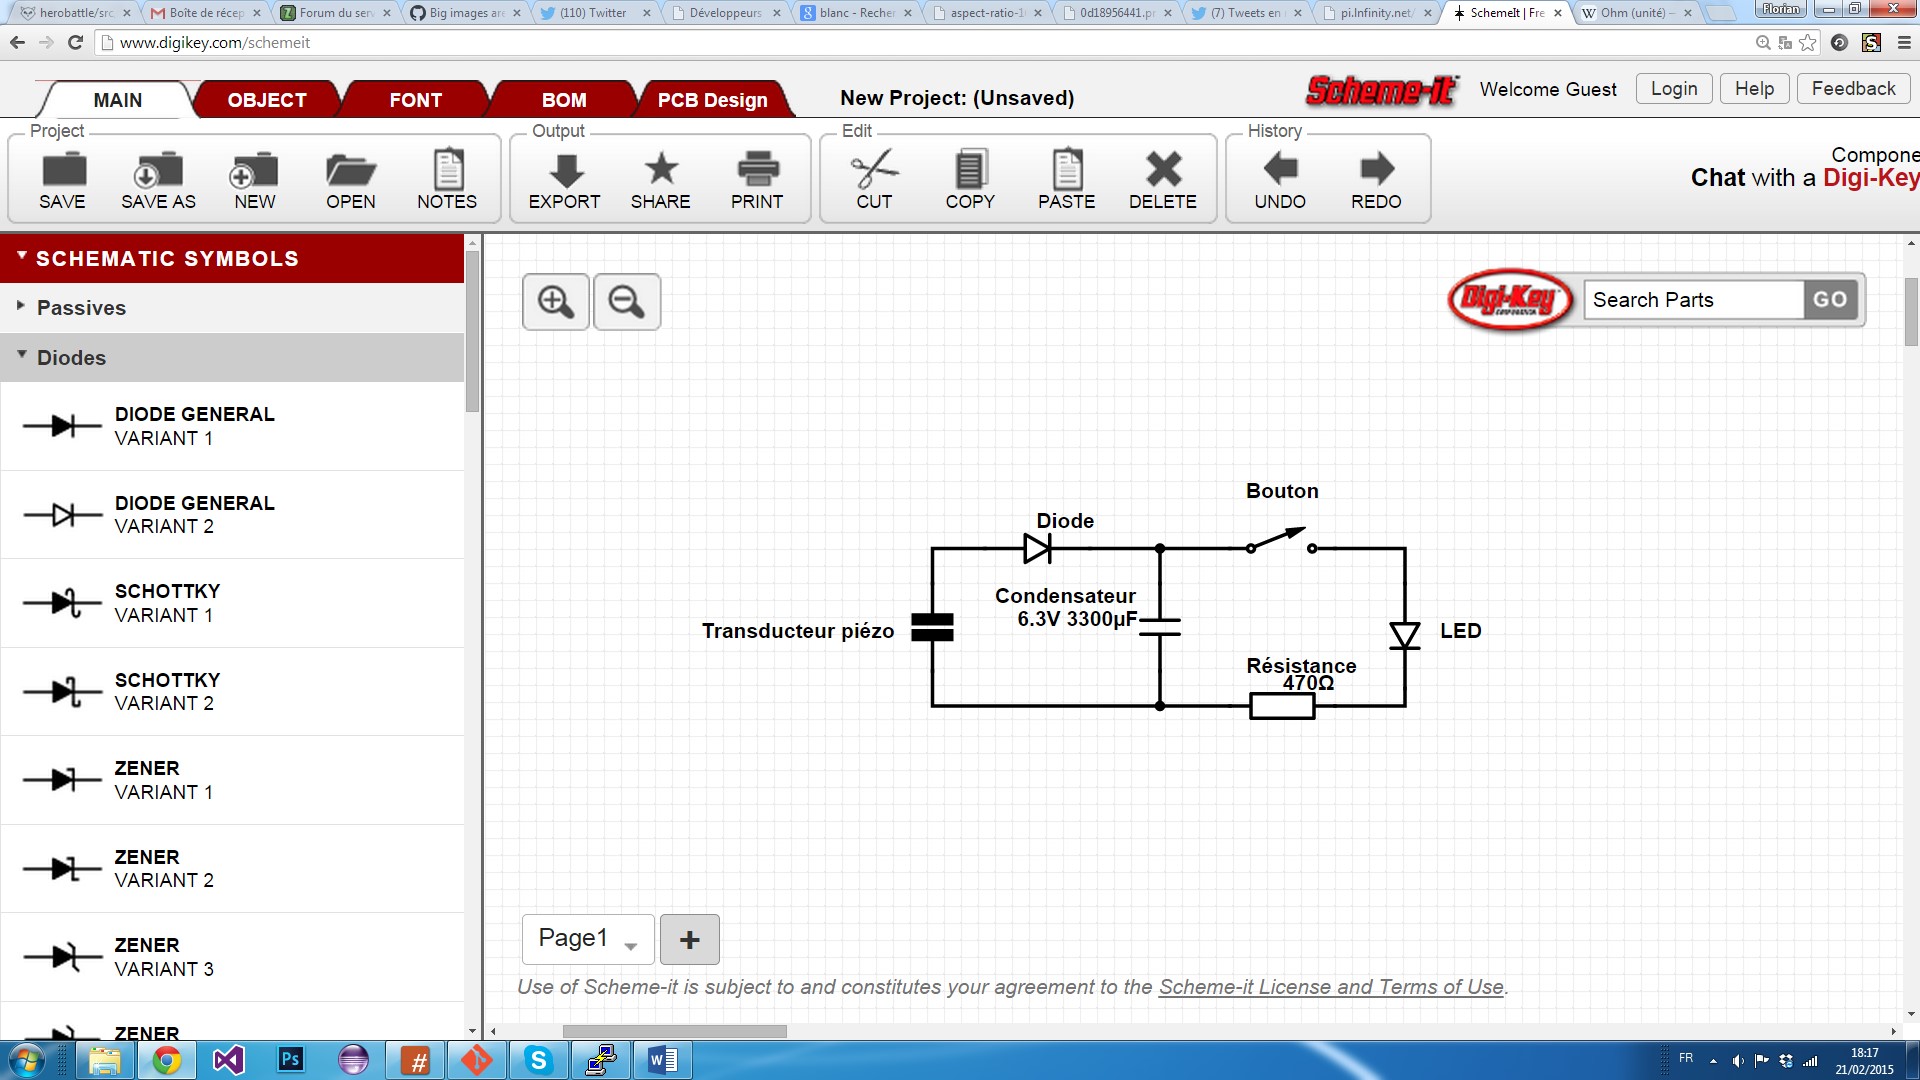 herobattle/src
Boîte de récep
Forum du serv
Big images are
(110) Twitter
Développeurs
blanc - Recher
aspect-ratio-1
0d18956441.pr
(7) Tweets en
pi.Infinity.net/
SchemeIt | Fre
Ohm (unité) –
Florian
www.digikey.com/schemeit
MAIN
OBJECT
FONT
BOM
PCB Design
New Project: (Unsaved)
Scheme-it
Welcome Guest
Login
Help
Feedback
Project
Output
Edit
History
SAVE
SAVE AS
NEW
OPEN
NOTES
EXPORT
SHARE
PRINT
CUT
COPY
PASTE
DELETE
UNDO
REDO
Compone
Chat with a Digi-Key
SCHEMATIC SYMBOLS
Passives
Diodes
DIODE GENERAL
VARIANT 1
DIODE GENERAL
VARIANT 2
SCHOTTKY
VARIANT 1
SCHOTTKY
VARIANT 2
ZENER
VARIANT 1
ZENER
VARIANT 2
ZENER
VARIANT 3
ZENER
Digi-Key
CORPORATION
Search Parts
GO
Bouton
Diode
Condensateur
6.3V 3300µF
Transducteur piézo
LED
Résistance
470Ω
Page1
+
Use of Scheme-it is subject to and constitutes your agreement to the Scheme-it License and Terms of Use.
FR
18:17
21/02/2015